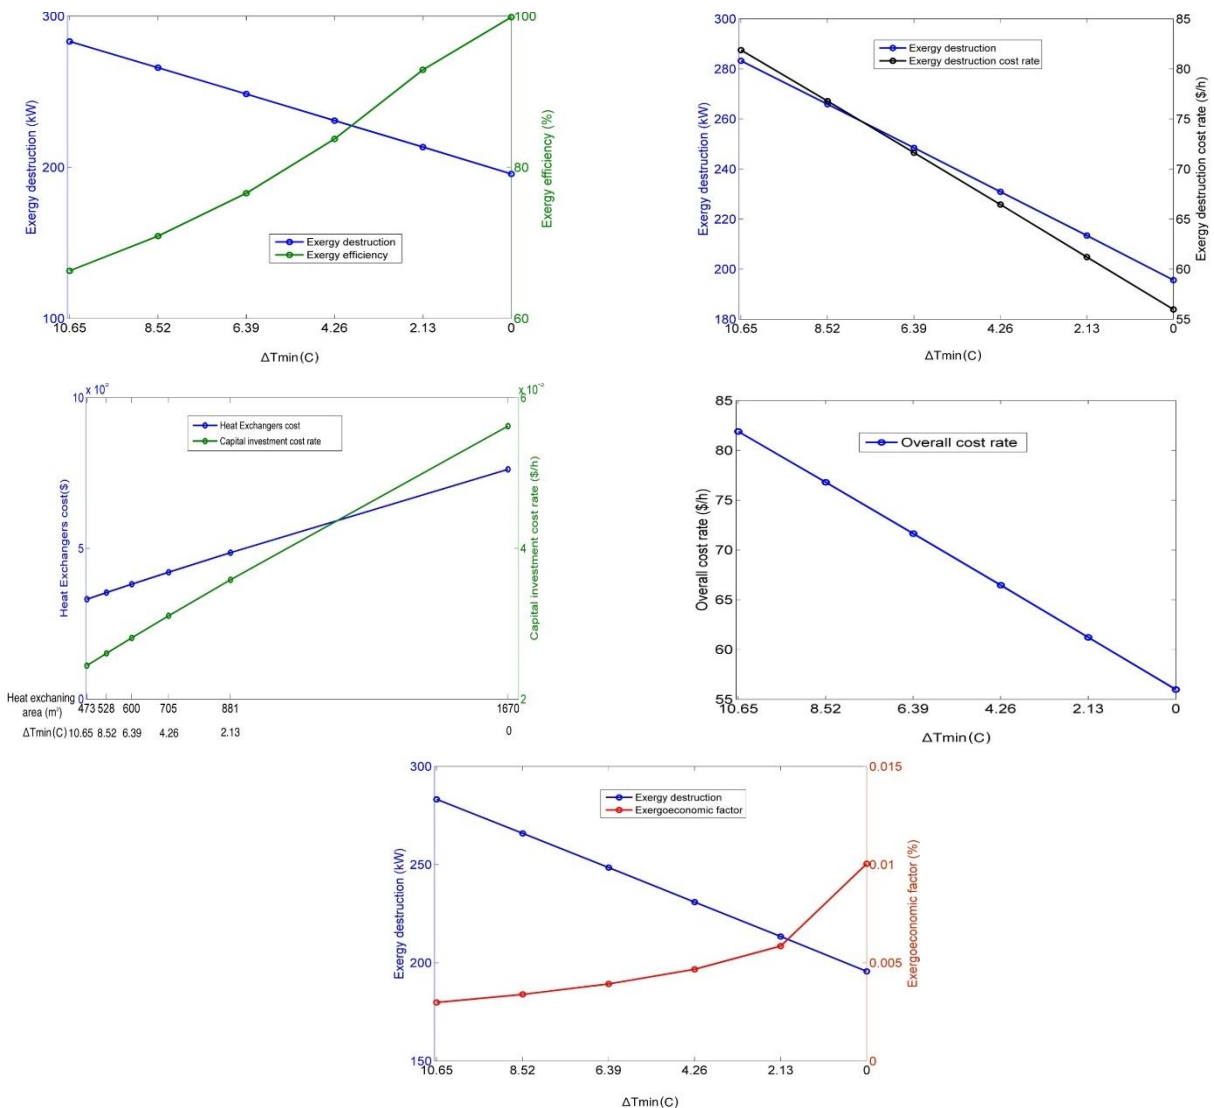 300
200
100
Exergy destruction (kW)
100
80
60
Exergy efficiency (%)
Exergy destruction
Exergy efficiency
10.65 8.52 6.39 4.26 2.13 0
ΔTmin(C)
300
280
260
240
220
200
180
Exergy destruction (kW)
85
80
75
70
65
60
55
Exergy destruction cost rate ($/h)
Exergy destruction
Exergy destruction cost rate
10.65 8.52 6.39 4.26 2.13 0
ΔTmin(C)
10
5
0
Heat Exchangers cost($)
6
4
2
Capital investment cost rate ($/h)
Heat Exchangers cost
Capital investment cost rate
Heat exchaning
area (m²)
473 528 600 705 881 1670
ΔTmin(C) 10.65 8.52 6.39 4.26 2.13 0
85
80
75
70
65
60
55
Overall cost rate ($/h)
Overall cost rate
10.65 8.52 6.39 4.26 2.13 0
ΔTmin(C)
300
250
200
150
Exergy destruction (kW)
0.015
0.01
0.005
0
Exergoeconomic factor (%)
Exergy destruction
Exergoeconomic factor
10.65 8.52 6.39 4.26 2.13 0
ΔTmin(C)